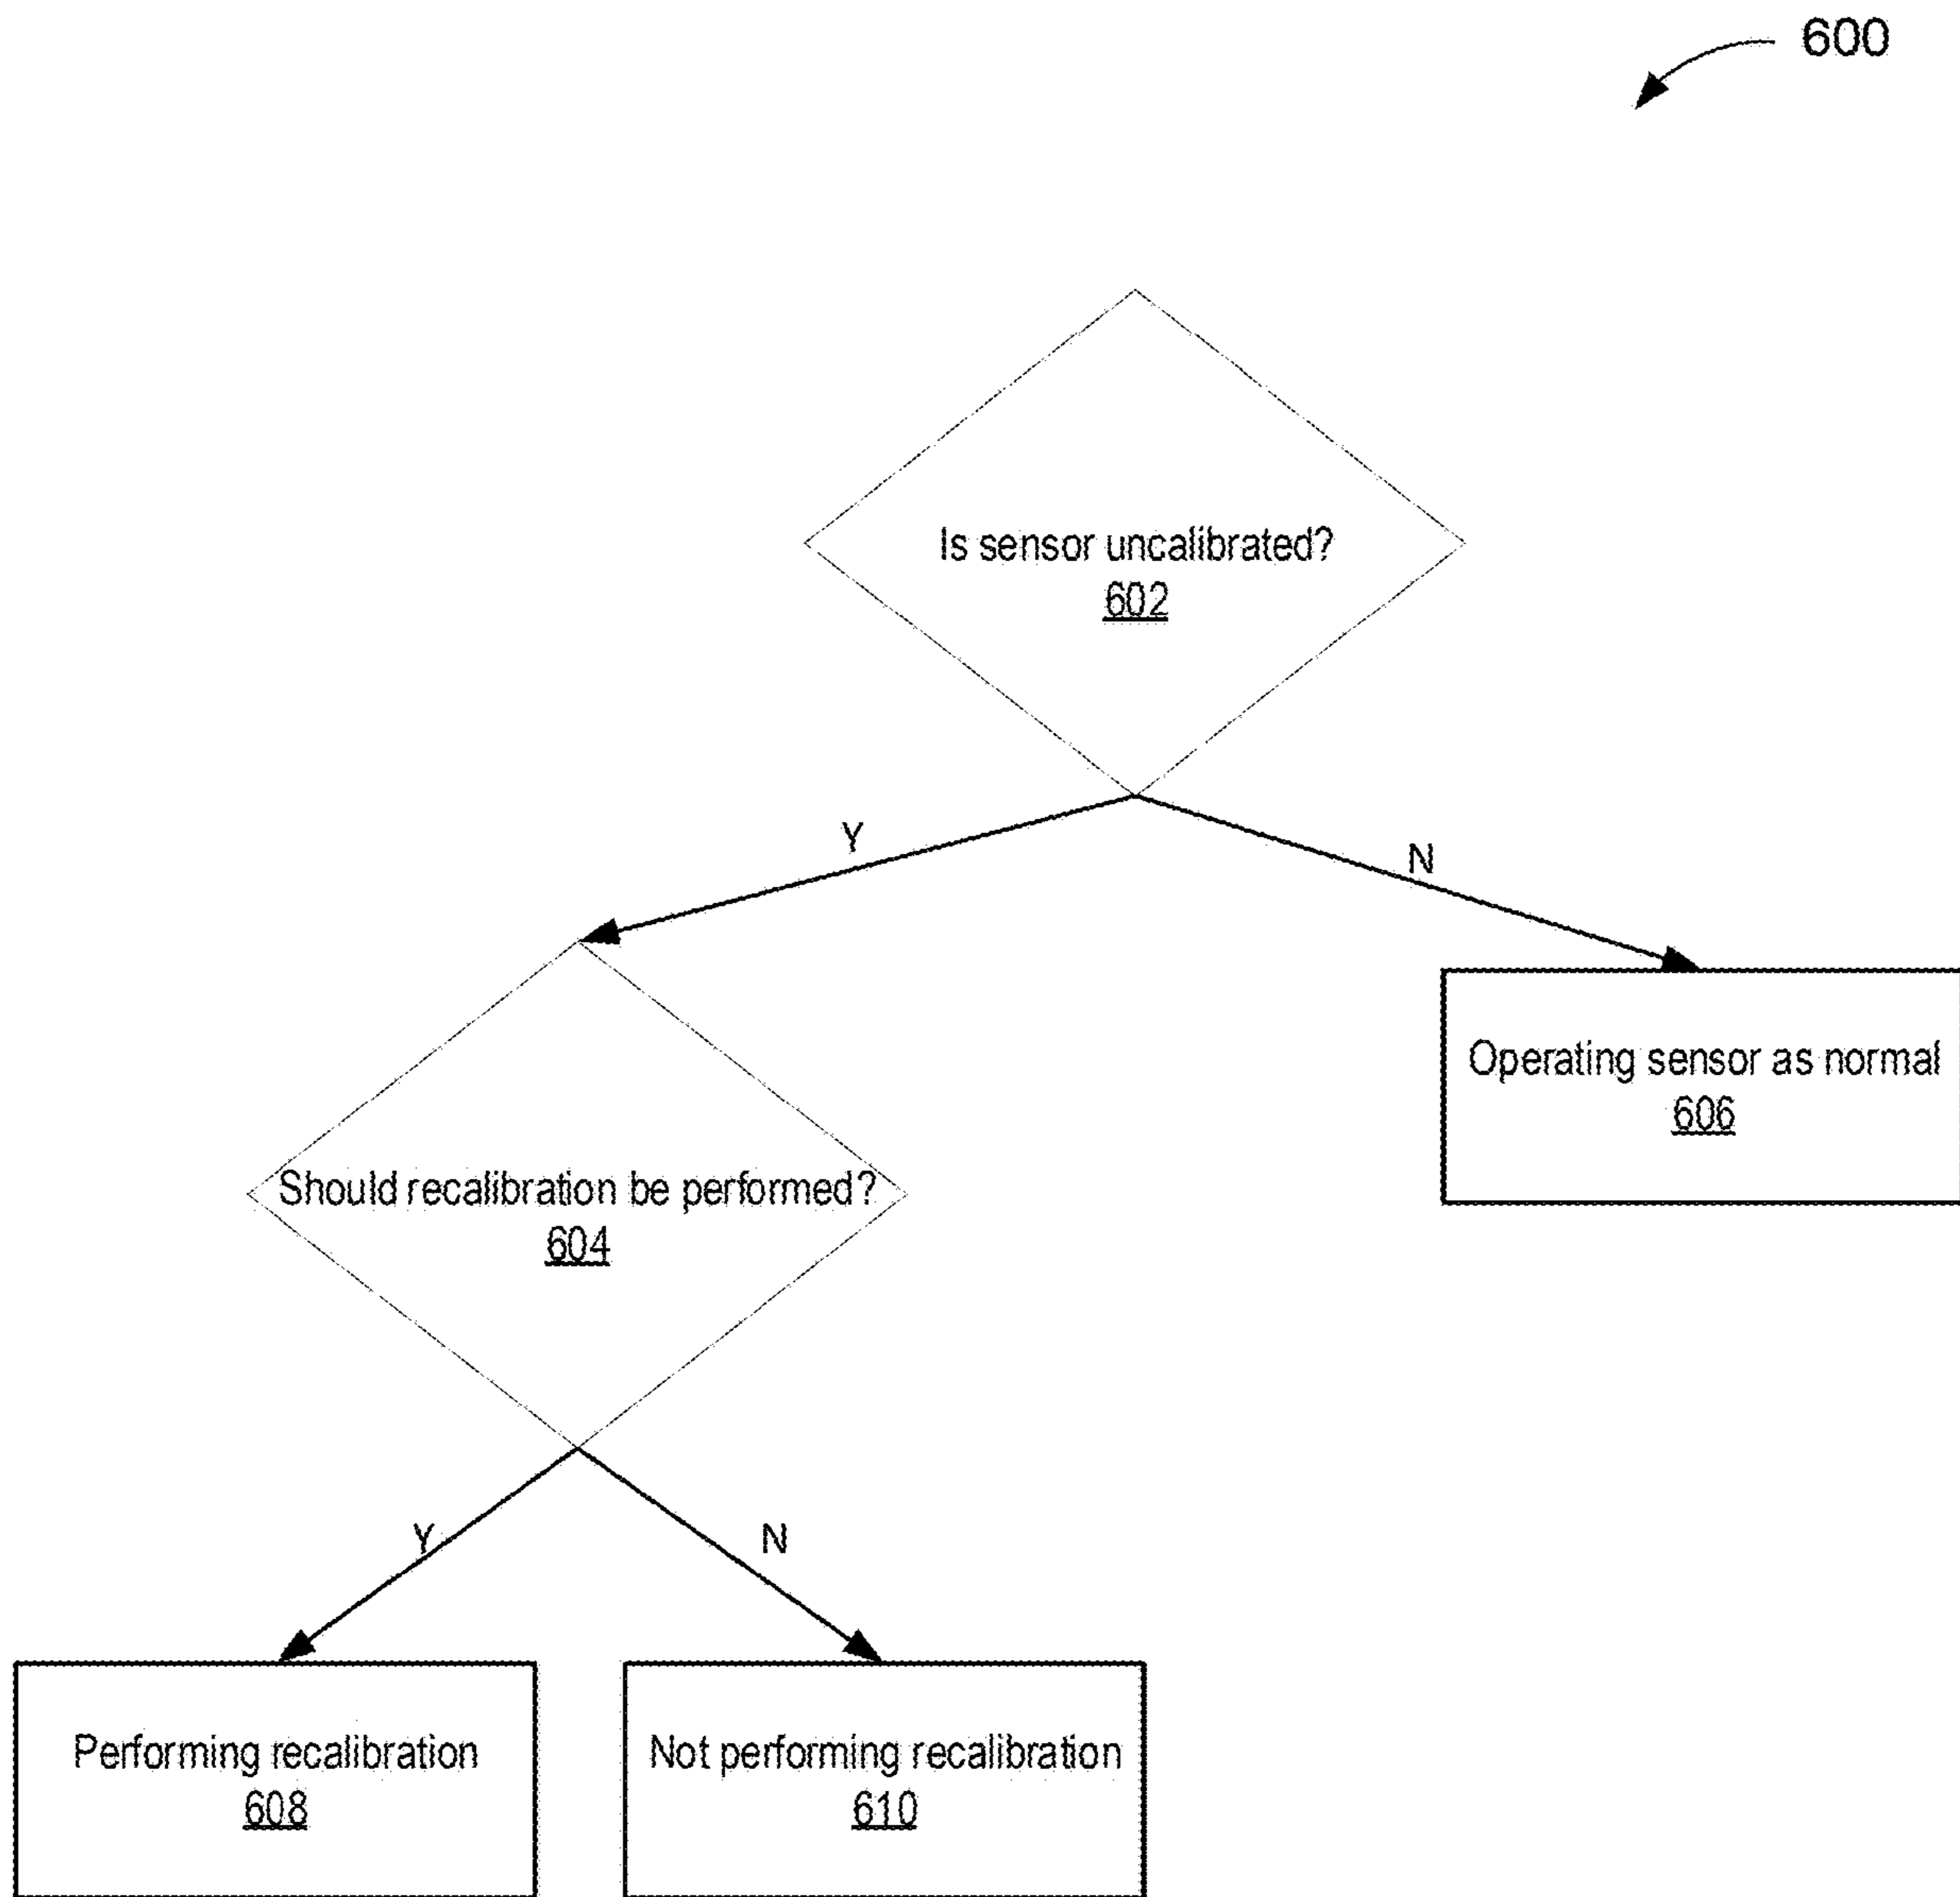 600
Is sensor uncalibrated?
602
Y
N
Operating sensor as normal
606
Should recalibration be performed?
604
Y
N
Performing recalibration
608
Not performing recalibration
610